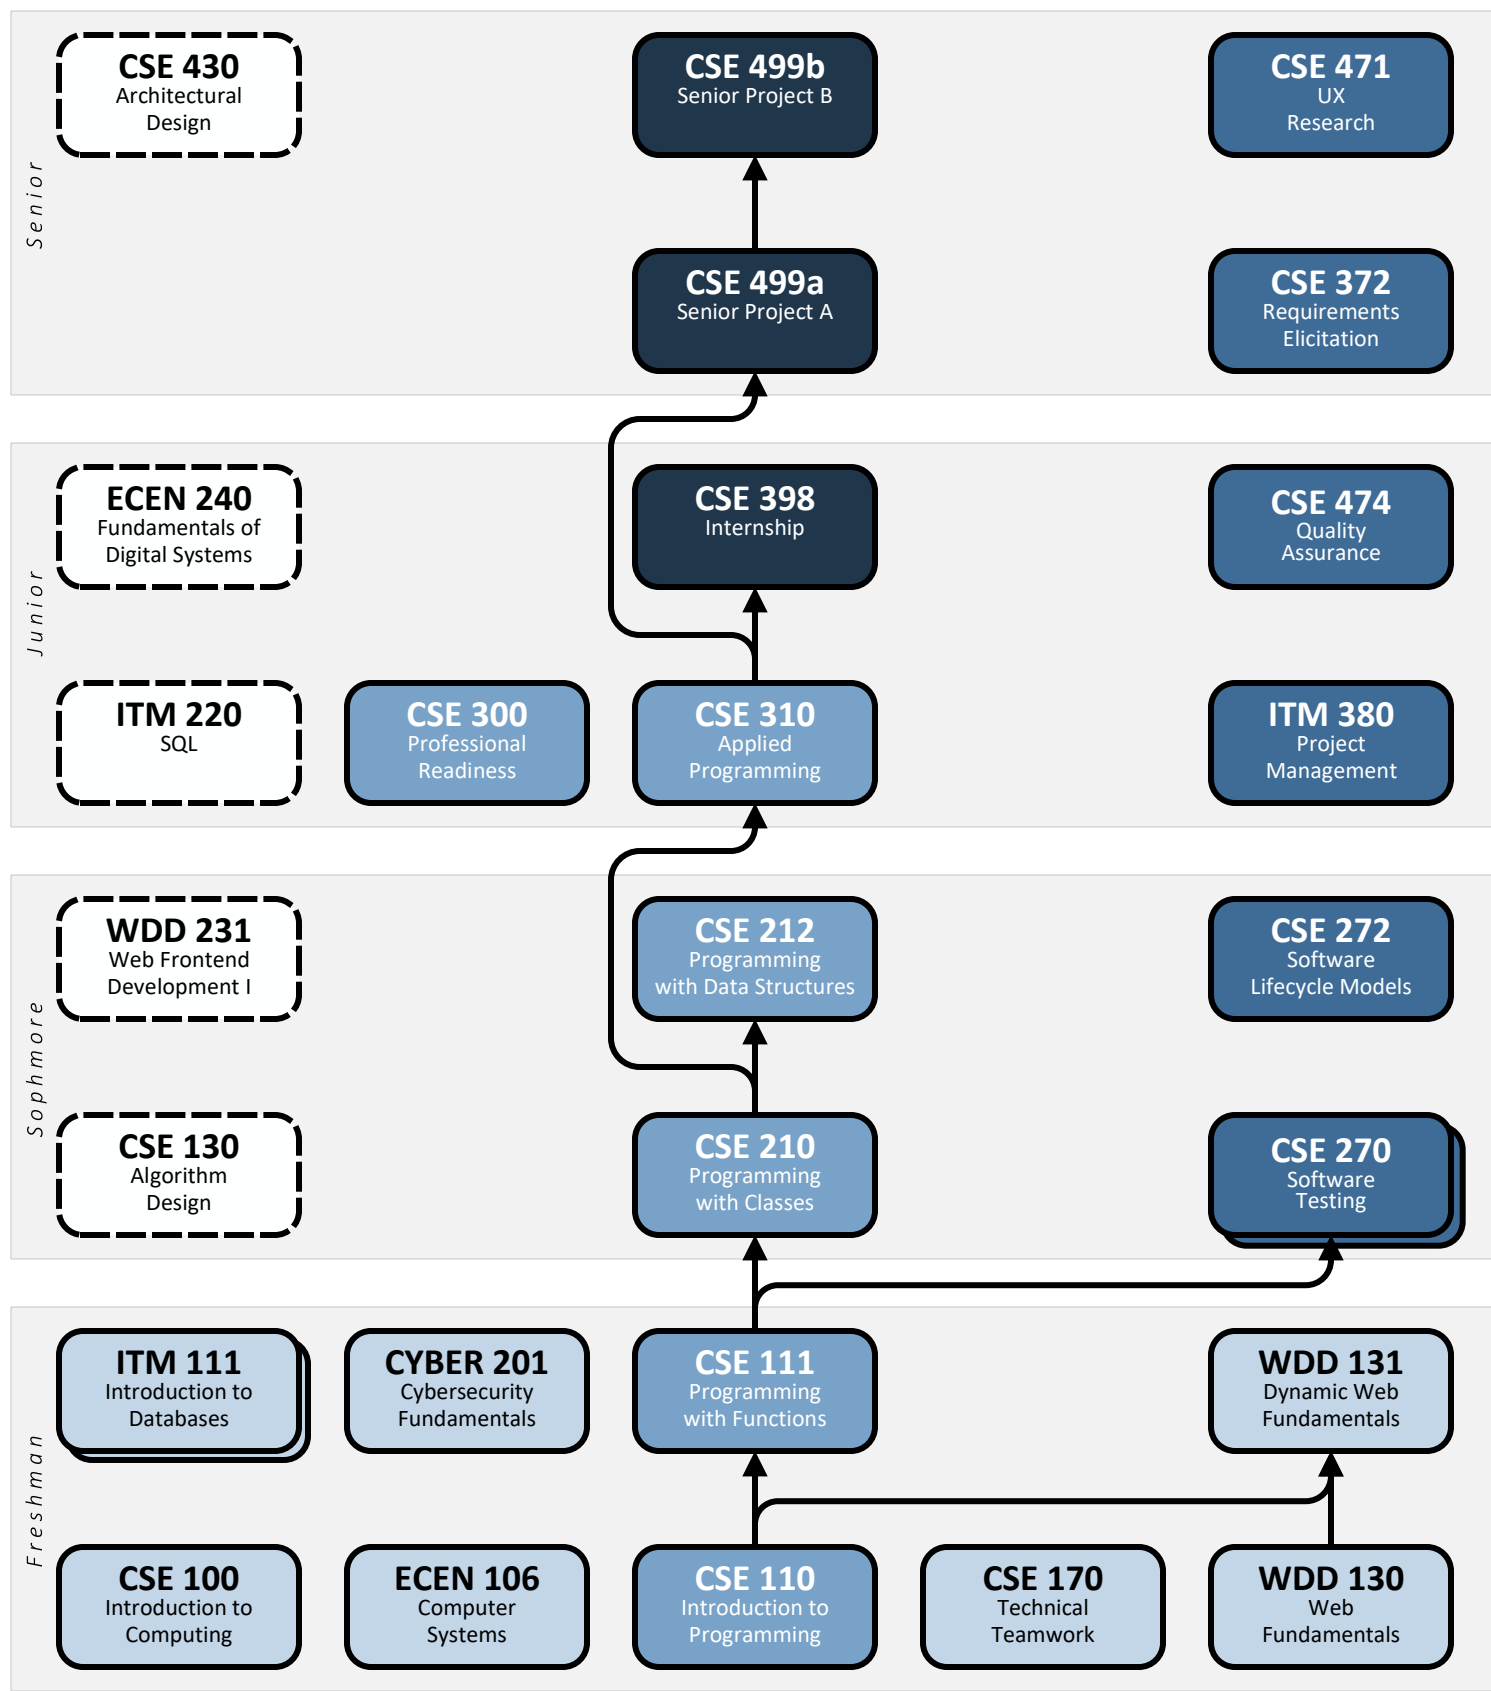 Senior
CSE 430
Architectural
Design
CSE 499b
Senior Project B
CSE 471
UX
Research
CSE 499a
Senior Project A
CSE 372
Requirements
Elicitation
Junior
ECEN 240
Fundamentals of
Digital Systems
CSE 398
Internship
CSE 474
Quality
Assurance
ITM 220
SQL
CSE 300
Professional
Readiness
CSE 310
Applied
Programming
ITM 380
Project
Management
Sophmore
WDD 231
Web Frontend
Development I
CSE 212
Programming
with Data Structures
CSE 272
Software
Lifecycle Models
CSE 130
Algorithm
Design
CSE 210
Programming
with Classes
CSE 270
Software
Testing
Freshman
ITM 111
Introduction to
Databases
CYBER 201
Cybersecurity
Fundamentals
CSE 111
Programming
with Functions
WDD 131
Dynamic Web
Fundamentals
CSE 100
Introduction to
Computing
ECEN 106
Computer
Systems
CSE 110
Introduction to
Programming
CSE 170
Technical
Teamwork
WDD 130
Web
Fundamentals